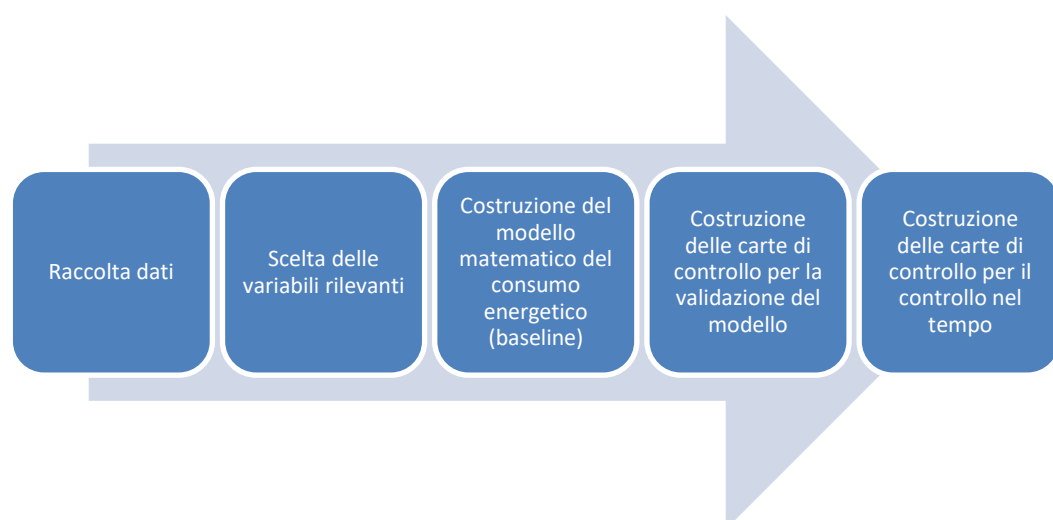 Raccolta dati
Scelta delle
variabili rilevanti
Costruzione del
modello
matematico del
consumo
energetico
(baseline)
Costruzione
delle carte di
controllo per la
validazione del
modello
Costruzione
delle carte di
controllo per il
controllo nel
tempo